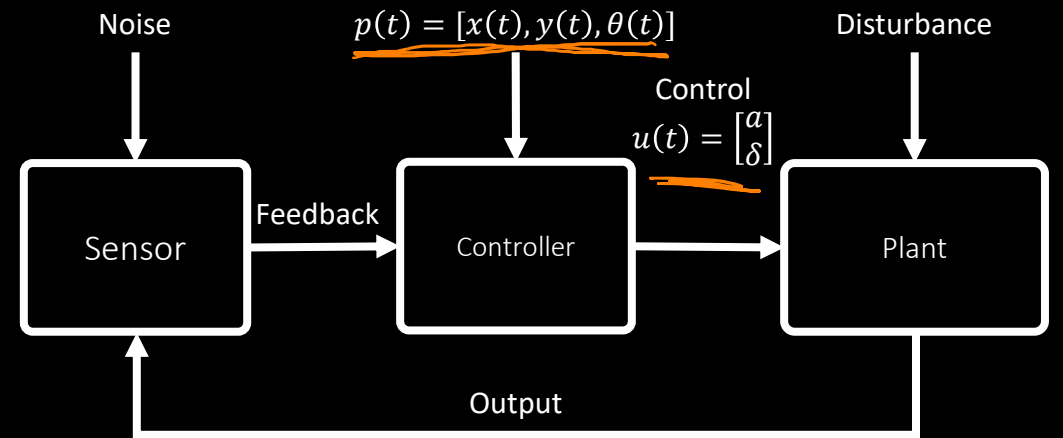 Noise
p(t) = [x(t), y(t), θ(t)]
Disturbance
Control
u(t) = [a
δ]
Feedback
Sensor
Controller
Plant
Output